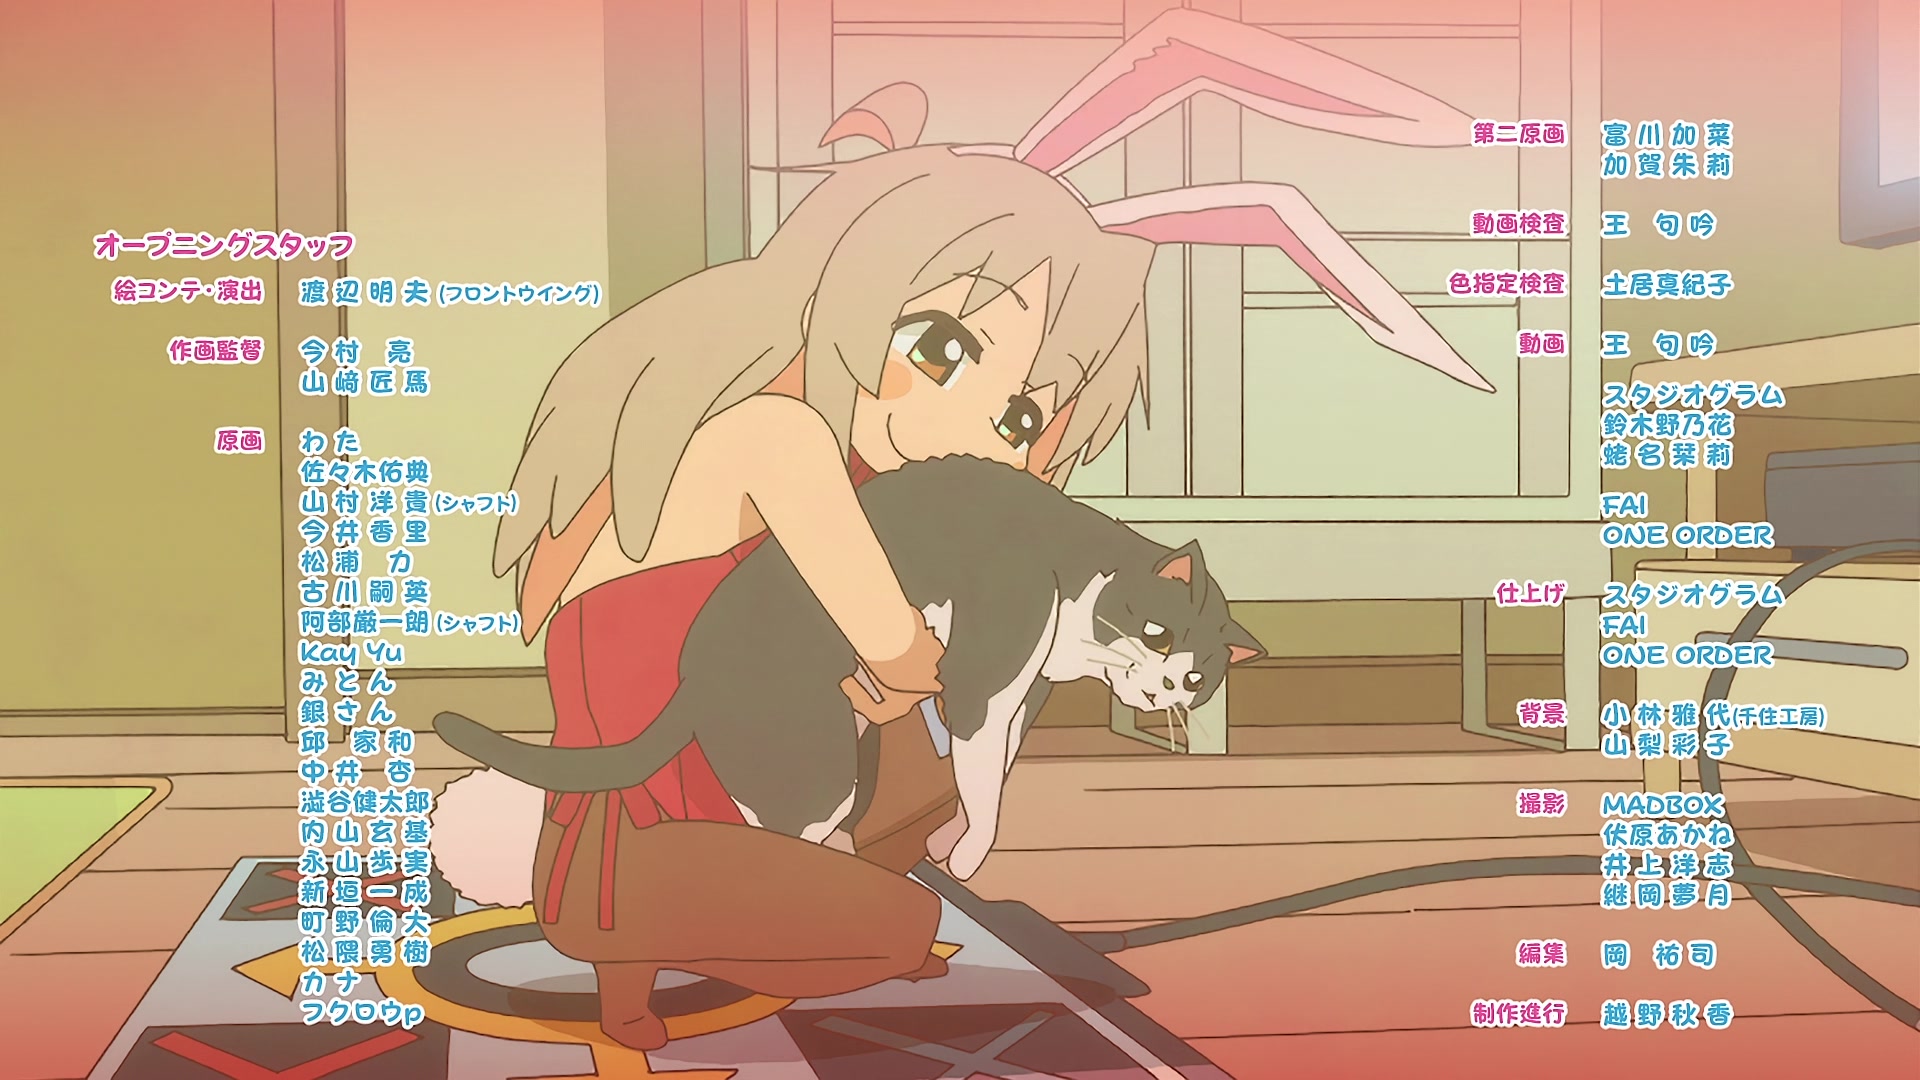 オープニングスタッフ
絵コンテ・演出 渡辺明夫(フロントウイング)
作画監督 今村 亮
山﨑匠馬
原画 わた
佐々木佑典
山村洋貴(シャフト)
今井香里
松浦 力
古川嗣英
阿部厳一朗(シャフト)
Kay Yu
みとん
銀さん
邱 家和
中井 杏
澁谷健太郎
内山玄基
永山歩実
新垣一成
町野倫大
松隈勇樹
カナ
フクロウp
第二原画 富川加菜
加賀朱莉
動画検査 王 句吟
色指定検査 土居真紀子
動画 王 句吟
スタジオグラム
鈴木野乃花
蛯名栞莉
FAI
ONE ORDER
仕上げ スタジオグラム
FAI
ONE ORDER
背景 小林雅代(千住工房)
山梨彩子
撮影 MADBOX
伏原あかね
井上洋志
継岡夢月
編集 岡 祐司
制作進行 越野秋香